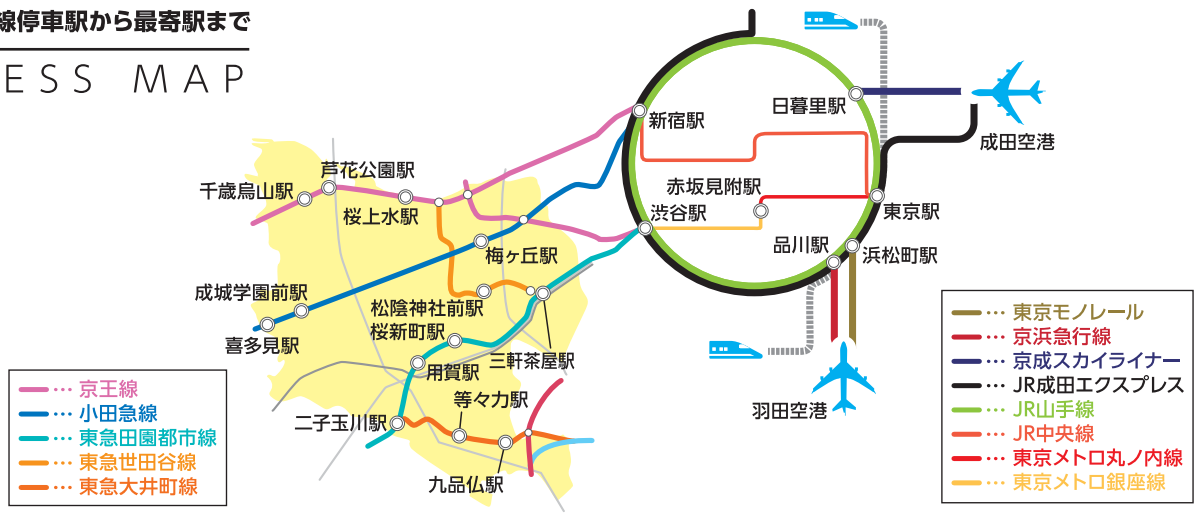 線停車駅から最寄駅まで
ESS MAP
新宿駅
日暮里駅
成田空港
芦花公園駅
千歳烏山駅
桜上水駅
赤坂見附駅
渋谷駅
東京駅
品川駅
浜松町駅
梅ヶ丘駅
成城学園前駅
松陰神社前駅
桜新町駅
喜多見駅
三軒茶屋駅
用賀駅
等々力駅
二子玉川駅
九品仏駅
羽田空港
…京王線
…小田急線
…東急田園都市線
…東急世田谷線
…東急大井町線
…東京モノレール
…京浜急行線
…京成スカイライナー
…JR成田エクスプレス
…JR山手線
…JR中央線
…東京メトロ丸ノ内線
…東京メトロ銀座線